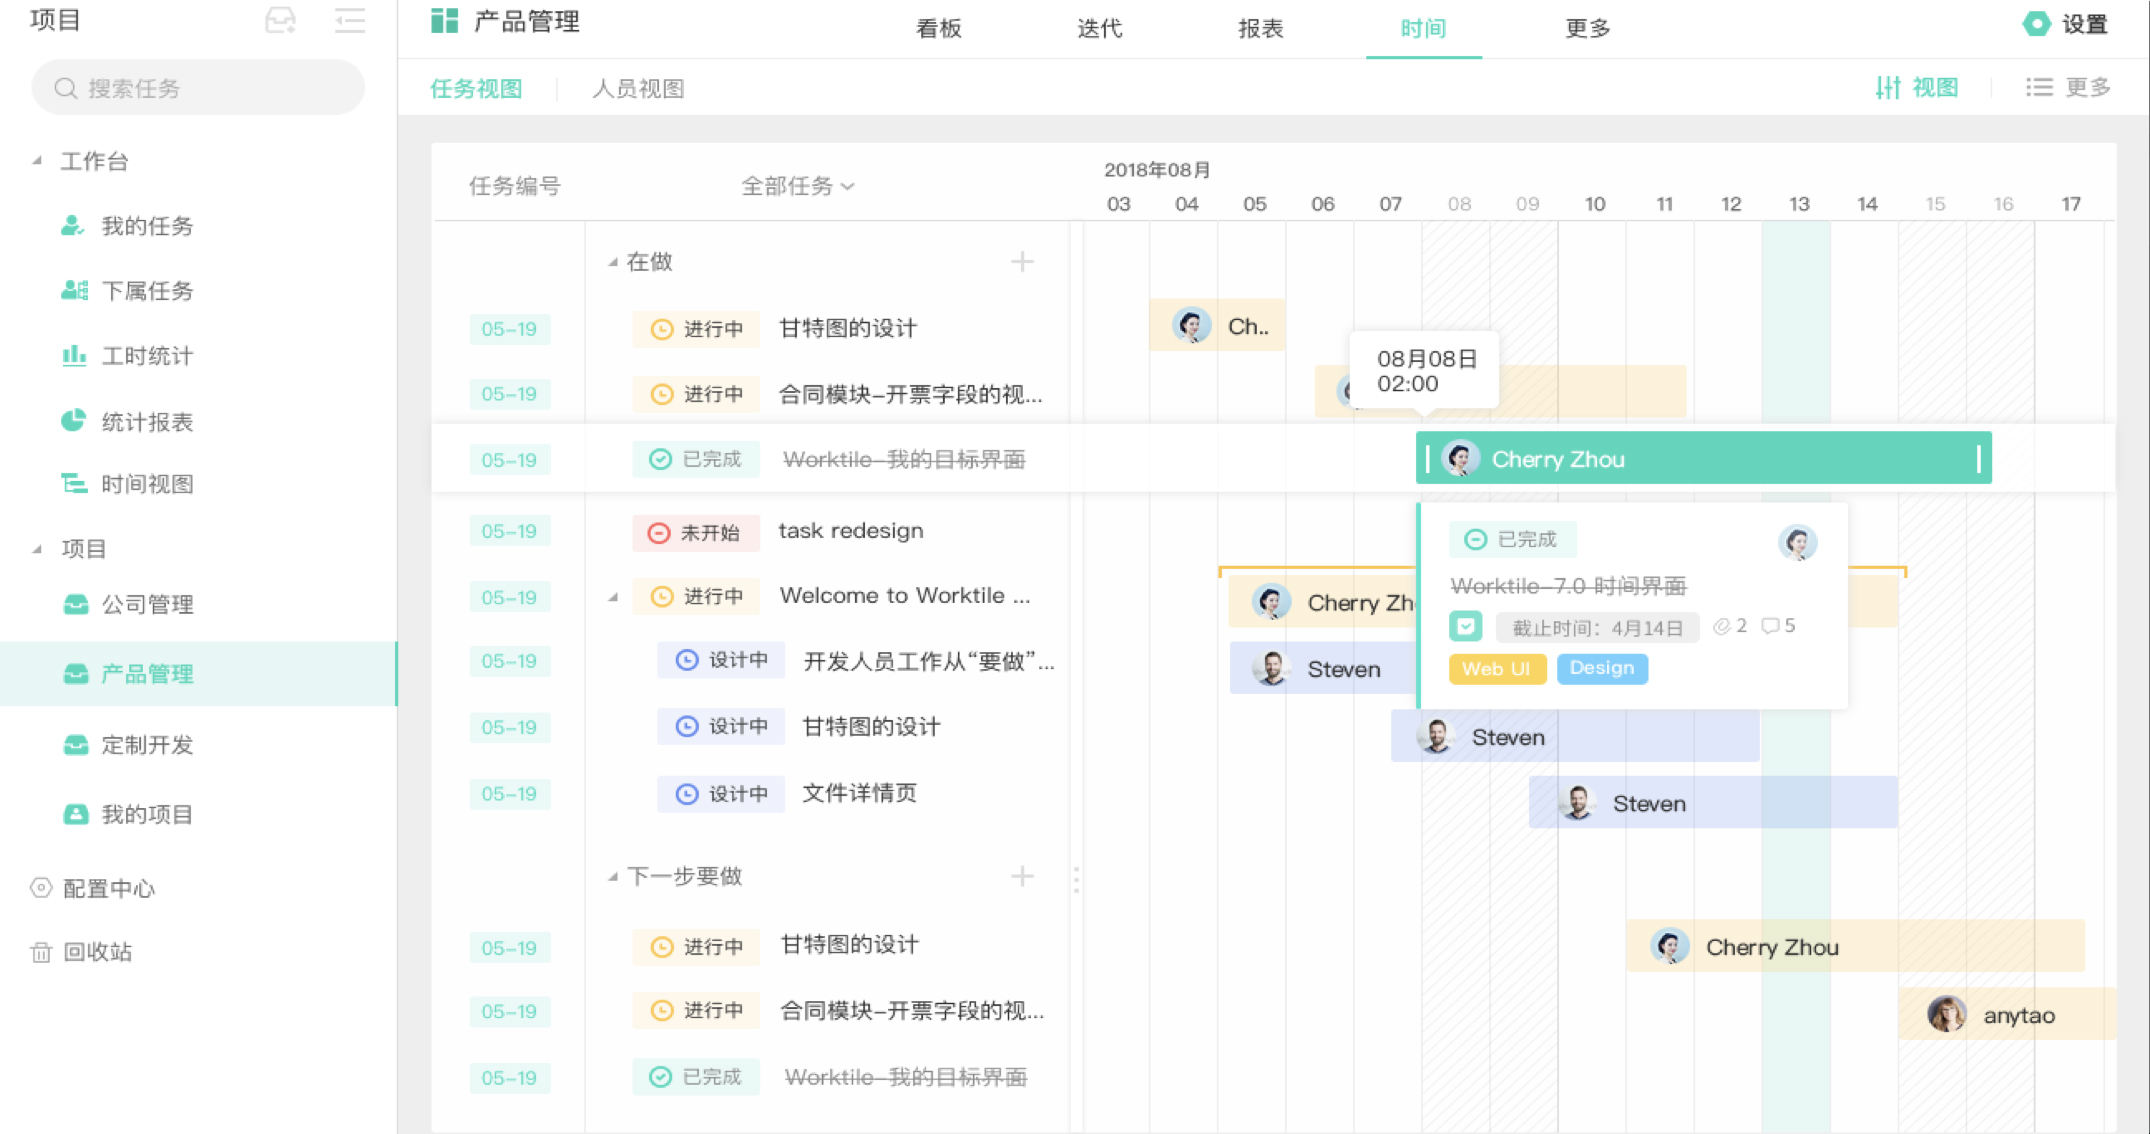 项目
搜索任务
工作台
我的任务
下属任务
工时统计
统计报表
时间视图
项目
公司管理
产品管理
定制开发
我的项目
配置中心
回收站
产品管理
看板 迭代 报表 时间 更多
设置
任务视图 人员视图
视图 更多
任务编号 全部任务
2018年08月
03 04 05 06 07 08 09 10 11 12 13 14 15 16 17
在做
05-19 进行中 甘特图的设计 Ch..
05-19 进行中 合同模块-开票字段的视...
08月08日
02:00
05-19 已完成 Worktile-我的目标界面 Cherry Zhou
05-19 未开始 task redesign
已完成
Worktile-7.0 时间界面
截止时间：4月14日 2 5
Web UI Design
05-19 进行中 Welcome to Worktile ... Cherry Zh
05-19 设计中 开发人员工作从“要做”... Steven
05-19 设计中 甘特图的设计 Steven
05-19 设计中 文件详情页 Steven
下一步要做
05-19 进行中 甘特图的设计 Cherry Zhou
05-19 进行中 合同模块-开票字段的视... anytao
05-19 已完成 Worktile-我的目标界面